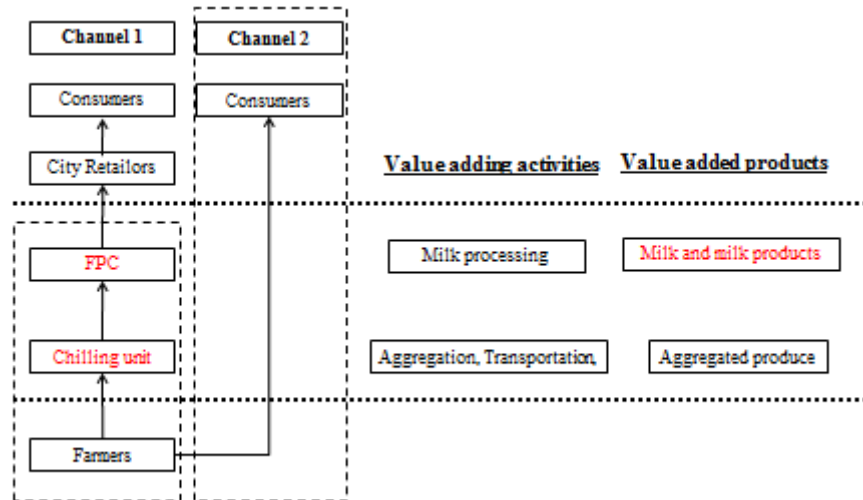 Channel 1
Channel 2
Consumers
Consumers
City Retailors
Value adding activities
Value added products
FPC
Milk processing
Milk and milk products
Chilling unit
Aggregation, Transportation,
Aggregated produce
Farmers